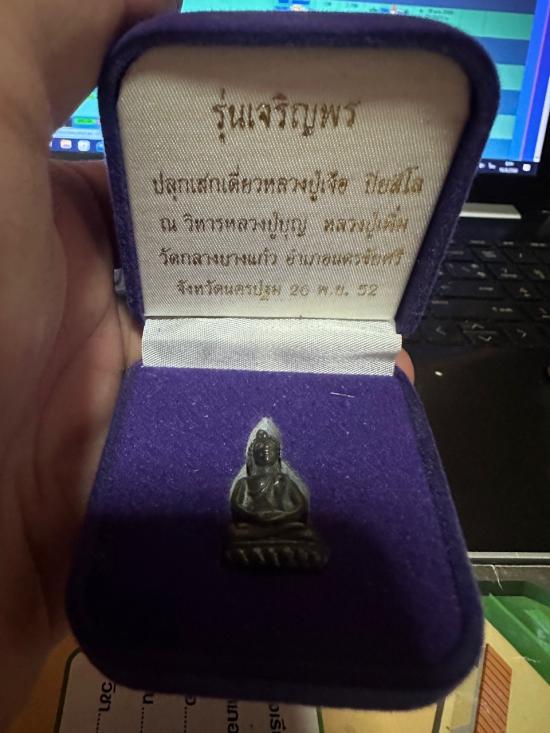 รุ่นเจริญพร
ปลุกเสกเดี่ยวหลวงปู่เจือ ปิยสีโล
ณ วิหารหลวงปู่บุญ หลวงปู่เพิ่ม
วัดกลางบางแก้ว อำเภอนครชัยศรี
จังหวัดนครปฐม 26 พ.ย. 52